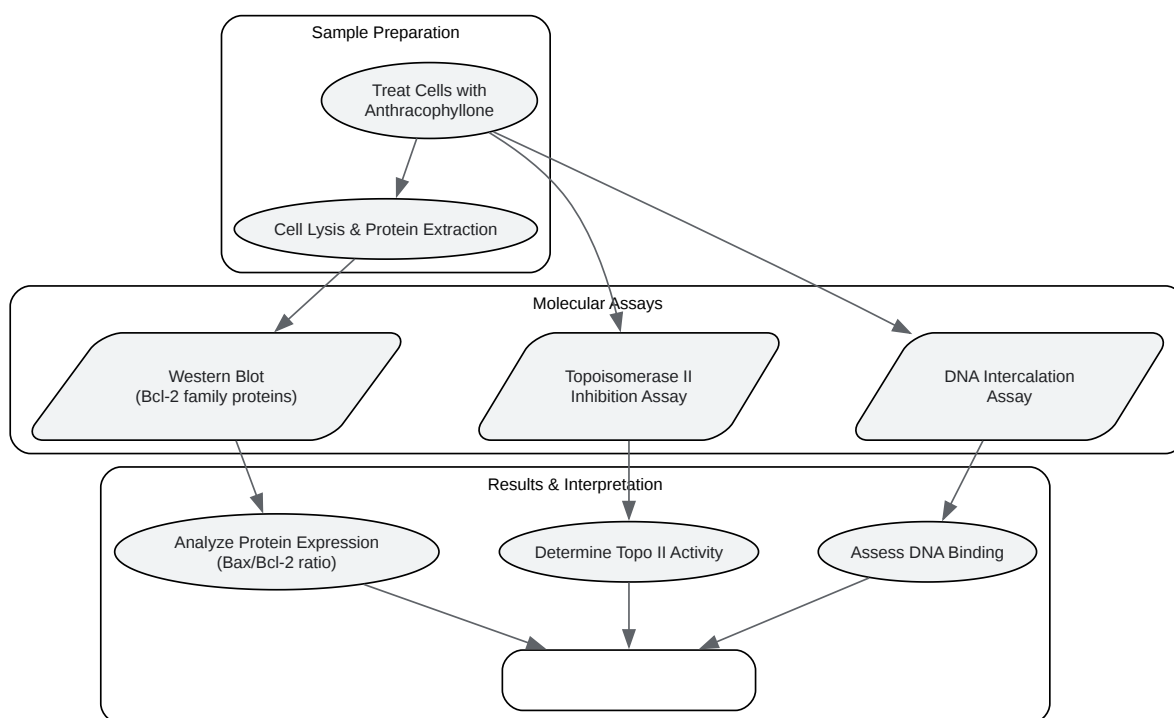 Sample Preparation
Treat Cells with
Anthracophyllone
Cell Lysis & Protein Extraction
Molecular Assays
Western Blot
(Bcl-2 family proteins)
Topoisomerase II
Inhibition Assay
DNA Intercalation
Assay
Results & Interpretation
Analyze Protein Expression
(Bax/Bcl-2 ratio)
Determine Topo II Activity
Assess DNA Binding